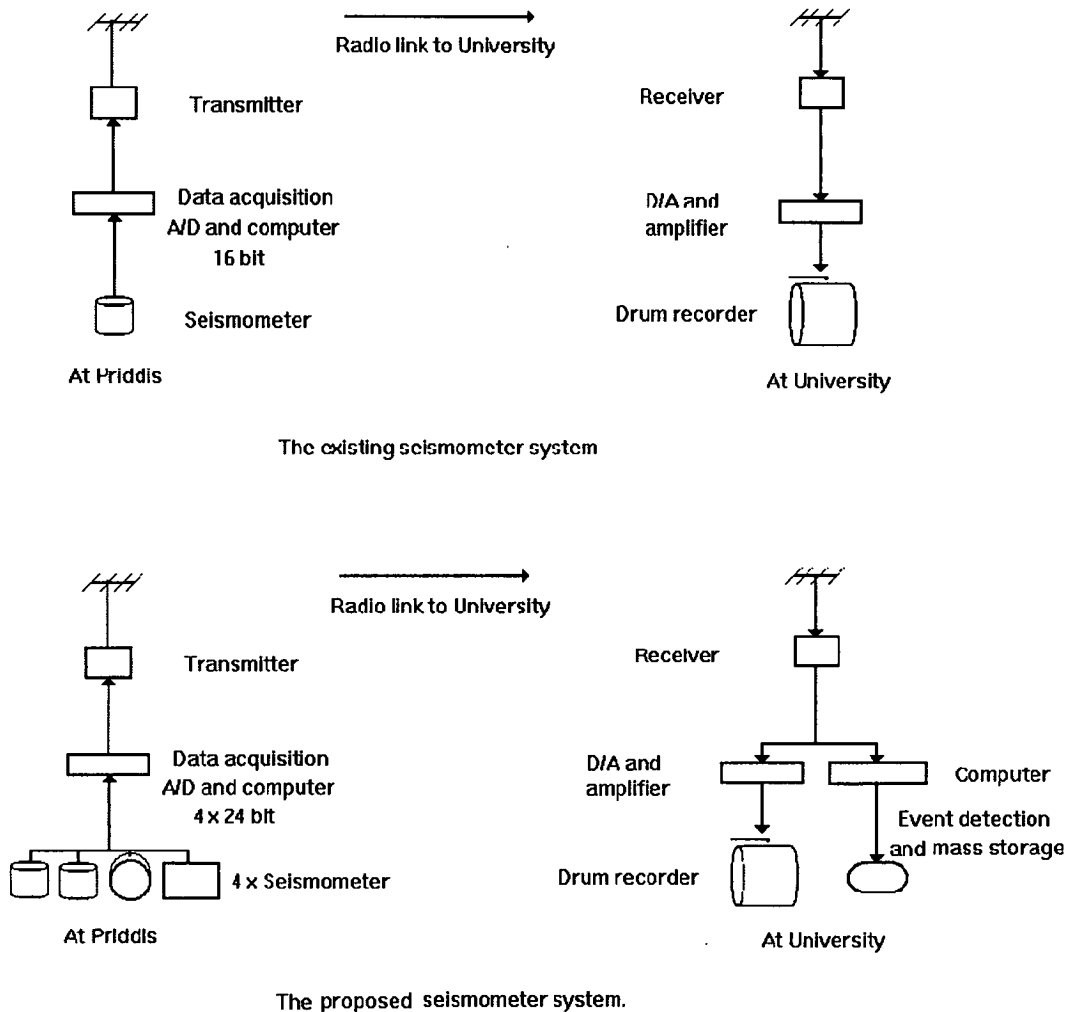 Radio link to University
Transmitter
Receiver
Data acquisition
A/D and computer
16 bit
D/A and
amplifier
Seismometer
Drum recorder
At Priddis
At University
The existing seismometer system
Radio link to University
Transmitter
Receiver
Data acquisition
A/D and computer
4 x 24 bit
D/A and
amplifier
Computer
Event detection
and mass storage
4 x Seismometer
Drum recorder
At Priddis
At University
The proposed seismometer system.